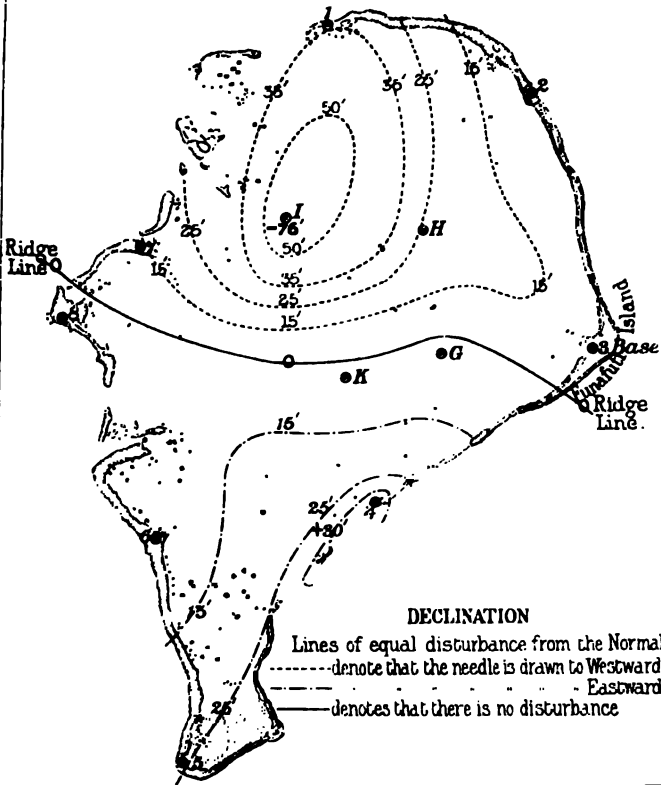 1
35'
35'
25'
15'
2
50'
I
-76'
H
25'
50'
35'
25'
15'
15'
15'
Ridge
Line
O
Island
3 Base
Funafuti
O
K
G
O Ridge
Line.
15'
25'
+30
4
15'
25'
DECLINATION
Lines of equal disturbance from the Normal
denote that the needle is drawn to Westward
" " " " " Eastward
denotes that there is no disturbance